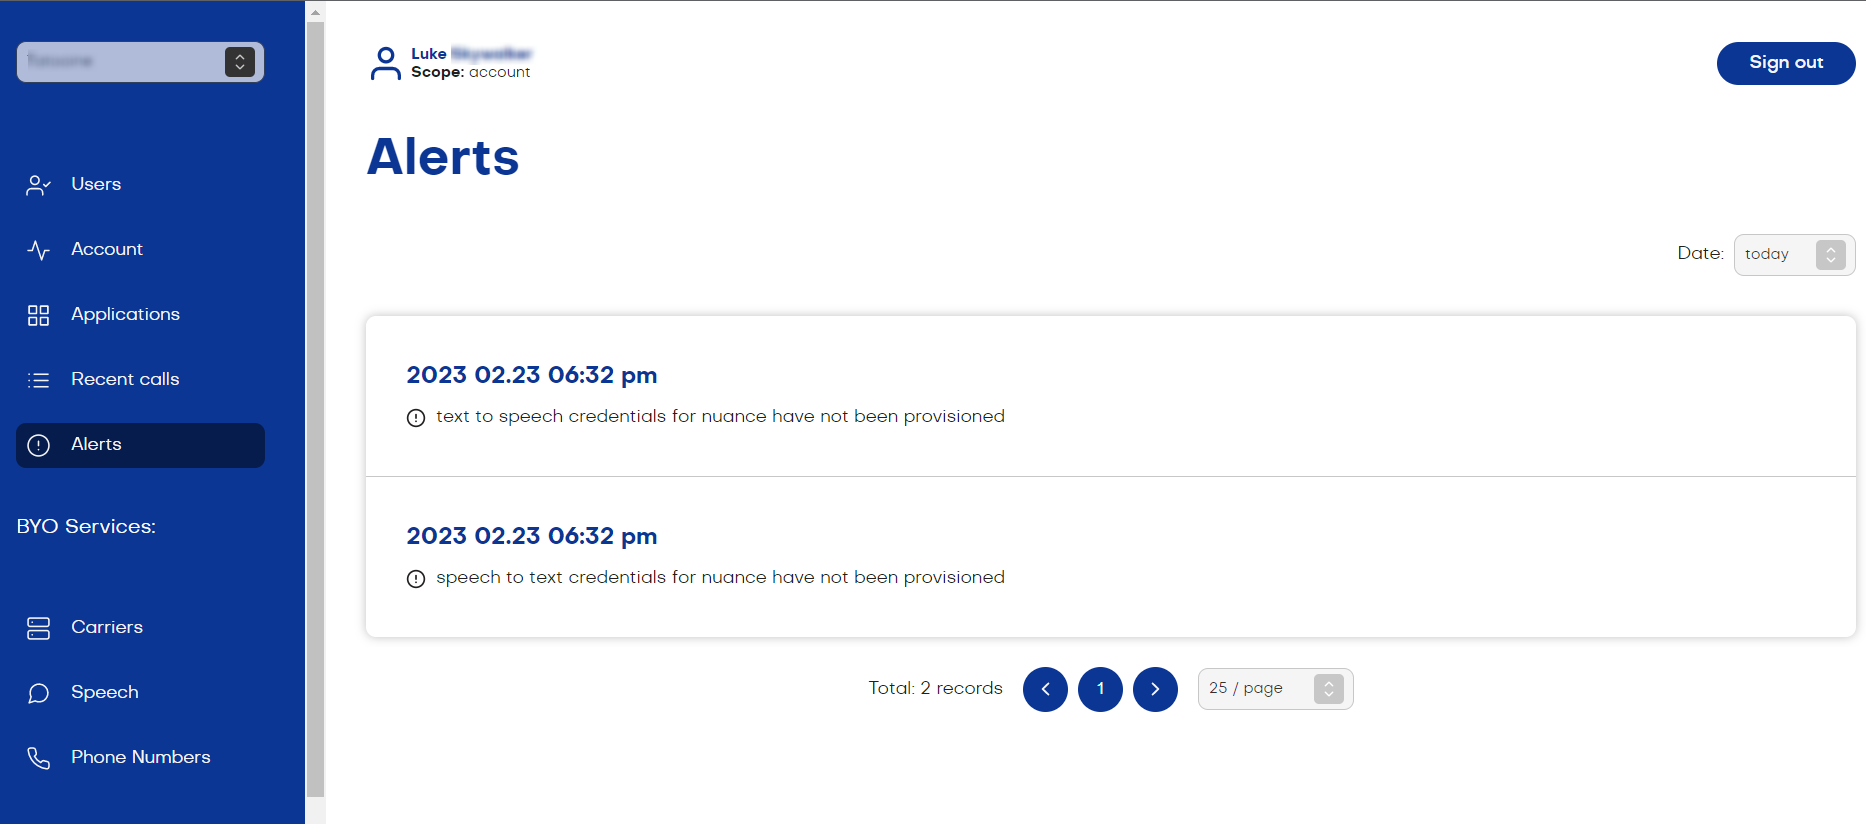 Luke
Scope: account
Sign out
Alerts
Users
Account
Applications
Recent calls
Alerts
BYO Services:
Carriers
Speech
Phone Numbers
Date: today
2023 02.23 06:32 pm
text to speech credentials for nuance have not been provisioned
2023 02.23 06:32 pm
speech to text credentials for nuance have not been provisioned
Total: 2 records
1
25 / page